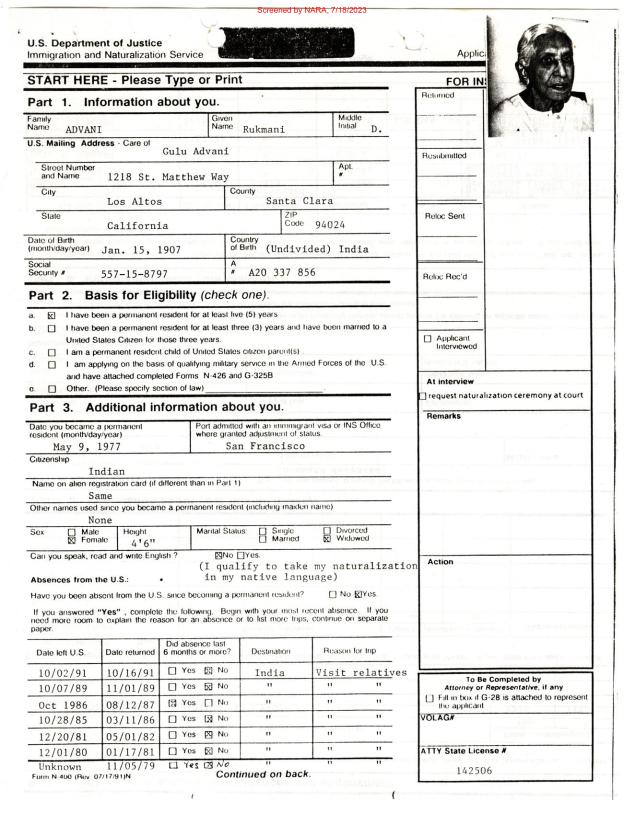 Screened by NARA, 7/18/2023
U.S. Department of Justice
Immigration and Naturalization Service
Applic
START HERE - Please Type or Print
FOR IN
Part 1. Information about you.
Family Name ADVANI
Given Name Rukmani
Middle Initial D.
U.S. Mailing Address - Care of
Gulu Advani
Street Number and Name 1218 St. Matthew Way
Apt. #
City Los Altos
County Santa Clara
State California
ZIP Code 94024
Date of Birth (month/day/year) Jan. 15, 1907
Country of Birth (Undivided) India
Social Security # 557-15-8797
A # A20 337 856
Part 2. Basis for Eligibility (check one).
a. ☒ I have been a permanent resident for at least five (5) years
b. ☐ I have been a permanent resident for at least three (3) years and have been married to a
United States Citizen for those three years.
c. ☐ I am a permanent resident child of United States citizen parent(s)
d. ☐ I am applying on the basis of qualifying military service in the Armed Forces of the U.S.
and have attached completed Forms N-426 and G-325B
e. ☐ Other. (Please specify section of law)
Part 3. Additional information about you.
Date you became a permanent resident (month/day/year)
May 9, 1977
Port admitted with an immigrant visa or INS Office where granted adjustment of status.
San Francisco
Citizenship
Indian
Name on alien registration card (if different than in Part 1)
Same
Other names used since you became a permanent resident (including maiden name)
None
Sex ☐ Male ☒ Female
Height 4'6"
Marital Status: ☐ Single ☐ Married ☐ Divorced ☒ Widowed
Can you speak, read and write English ? ☒No ☐Yes.
(I qualify to take my naturalization
in my native language)
Absences from the U.S.:
Have you been absent from the U.S. since becoming a permanent resident? ☐ No ☒Yes.
If you answered "Yes" , complete the following. Begin with your most recent absence. If you
need more room to explain the reason for an absence or to list more trips, continue on separate
paper.
Date left U.S. Date returned Did absence last 6 months or more? Destination Reason for trip
10/02/91 10/16/91 ☐ Yes ☒ No India Visit relatives
10/07/89 11/01/89 ☐ Yes ☒ No " " "
Oct 1986 08/12/87 ☒ Yes ☐ No " " "
10/28/85 03/11/86 ☐ Yes ☒ No " " "
12/20/81 05/01/82 ☐ Yes ☒ No " " "
12/01/80 01/17/81 ☐ Yes ☒ No " " "
Unknown 11/05/79 ☐ Yes ☒ No " " "
Form N-400 (Rev. 07/17/91)N
Continued on back.
Returned
Resubmitted
Reloc Sent
Reloc Rec'd
☐ Applicant Interviewed
At interview
☐ request naturalization ceremony at court
Remarks
Action
To Be Completed by
Attorney or Representative, if any
☐ Fill in box if G-28 is attached to represent
the applicant
VOLAG#
ATTY State License #
142506